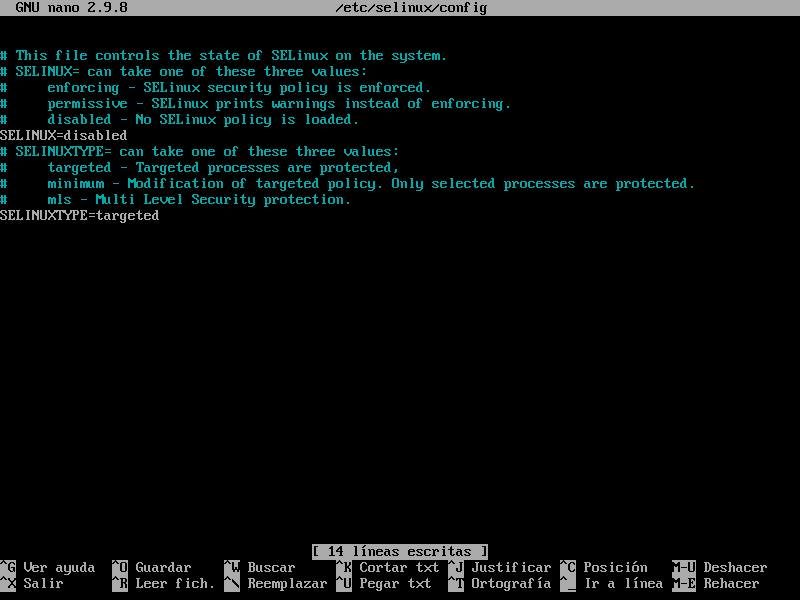 GNU nano 2.9.8 /etc/selinux/config
# This file controls the state of SELinux on the system.
# SELINUX= can take one of these three values:
#     enforcing - SELinux security policy is enforced.
#     permissive - SELinux prints warnings instead of enforcing.
#     disabled - No SELinux policy is loaded.
SELINUX=disabled
# SELINUXTYPE= can take one of these three values:
#     targeted - Targeted processes are protected,
#     minimum - Modification of targeted policy. Only selected processes are protected.
#     mls - Multi Level Security protection.
SELINUXTYPE=targeted
[ 14 líneas escritas ]
^G Ver ayuda ^O Guardar ^W Buscar ^K Cortar txt ^J Justificar ^C Posición M-U Deshacer
^X Salir ^R Leer fich. ^\ Reemplazar ^U Pegar txt ^T Ortografía ^_ Ir a línea M-E Rehacer